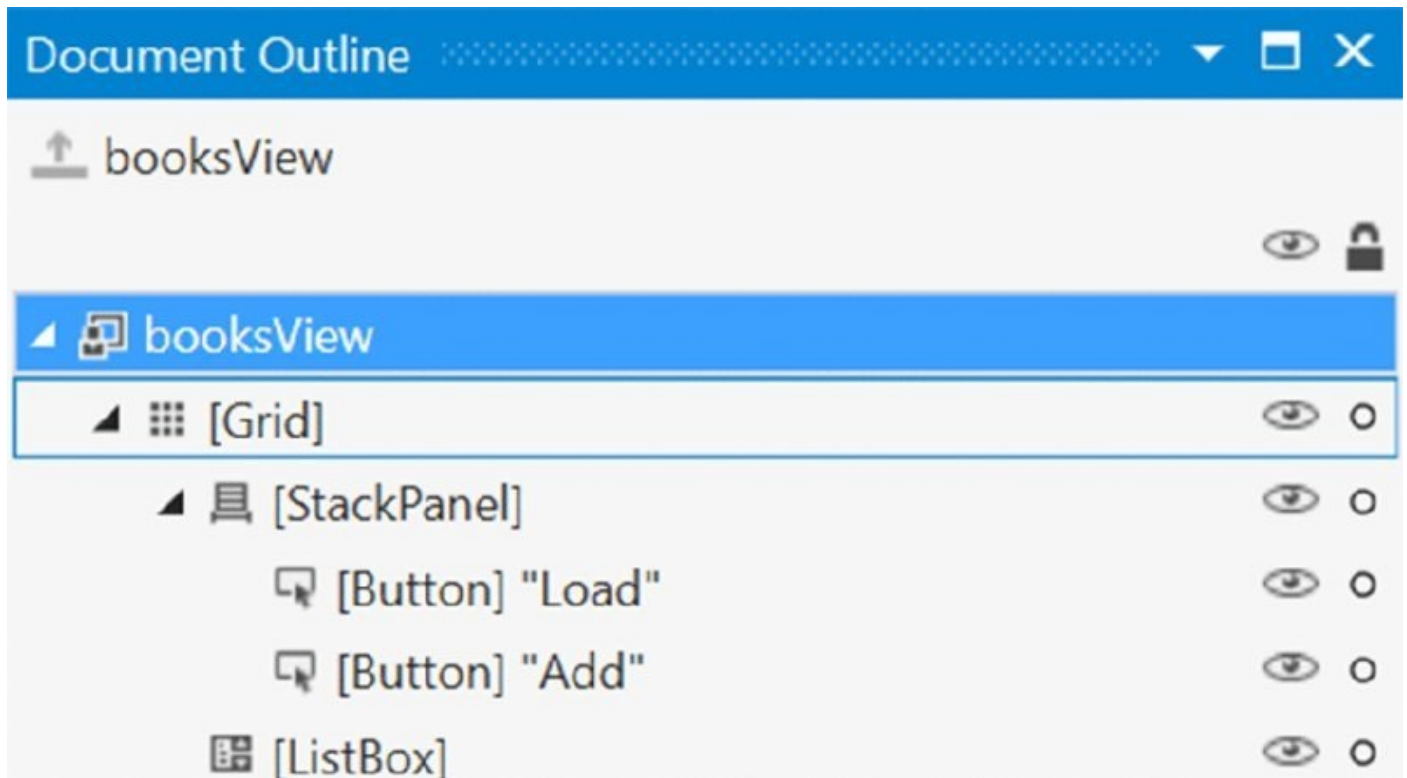 Document Outline
booksView
booksView
[Grid]
[StackPanel]
[Button] "Load"
[Button] "Add"
[ListBox]